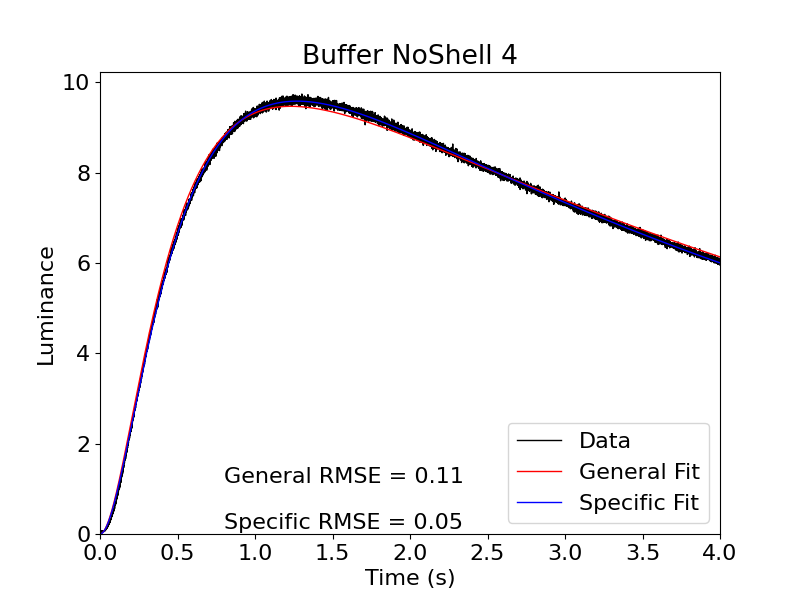 Buffer NoShell 4
10
8
6
4
2
0
Luminance
General RMSE = 0.11
Specific RMSE = 0.05
Data
General Fit
Specific Fit
0.0 0.5 1.0 1.5 2.0 2.5 3.0 3.5 4.0
Time (s)